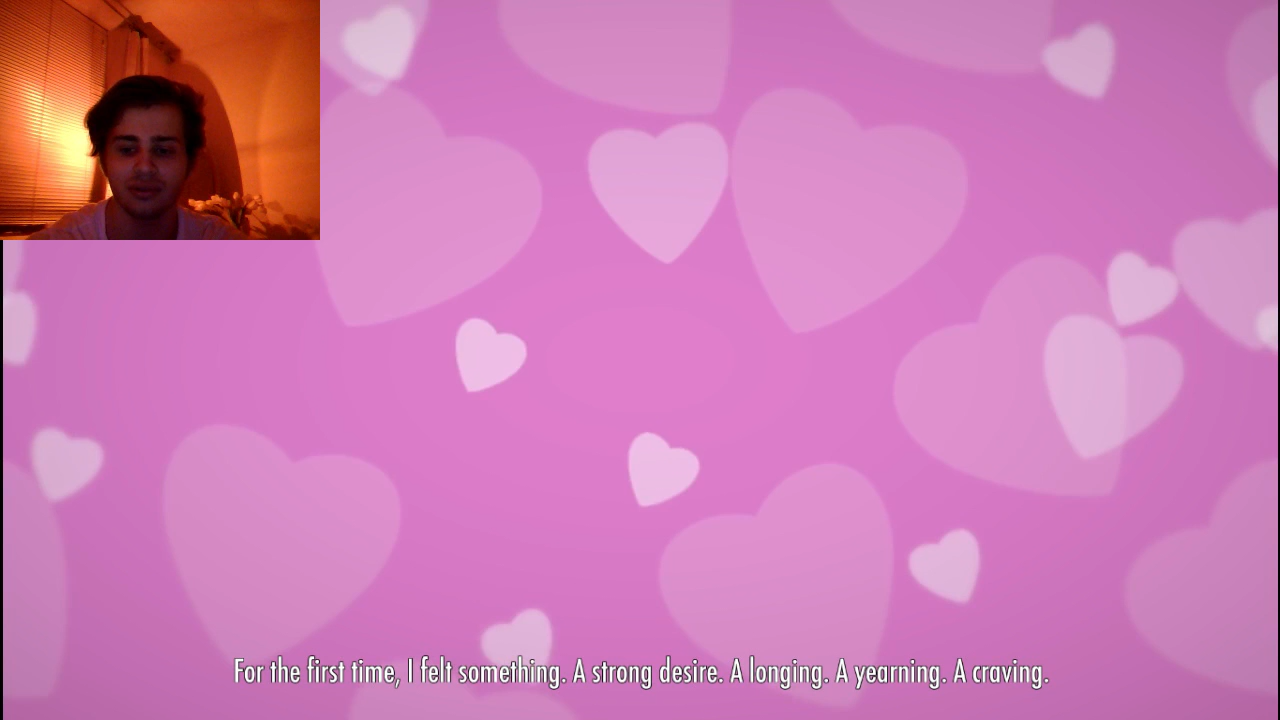 For the first time, I felt something. A strong desire. A longing. A yearning. A craving.